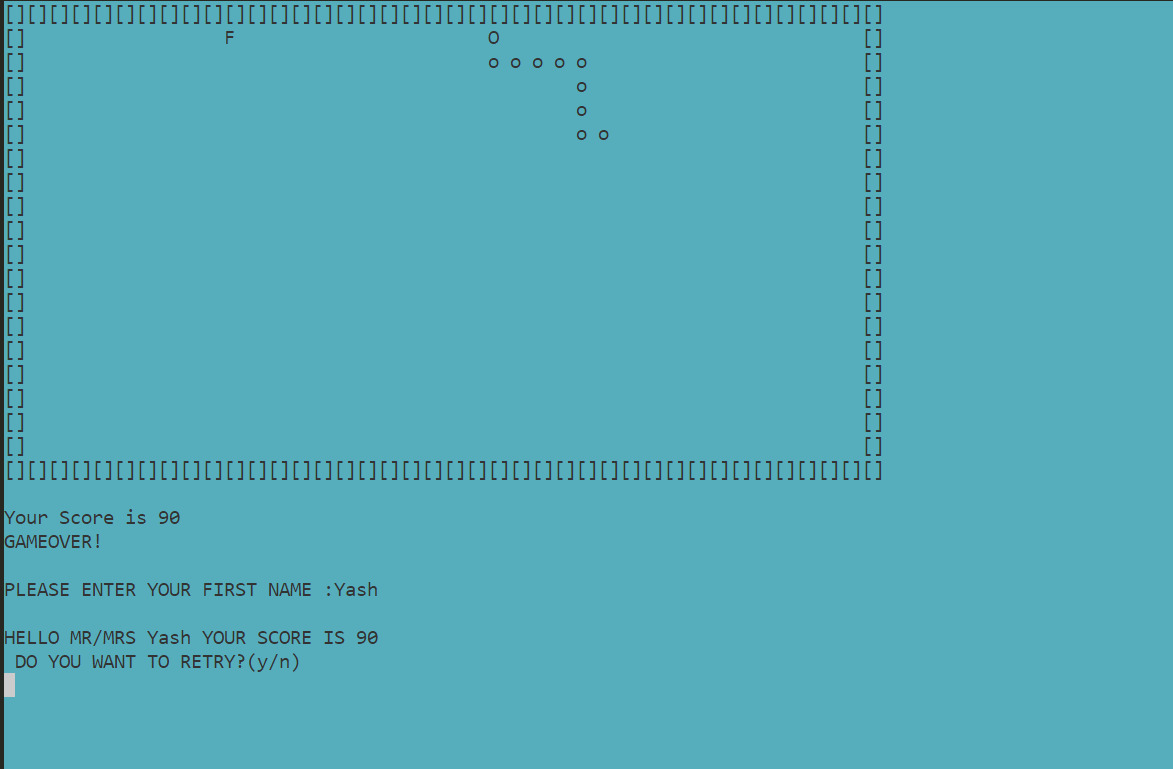 [][][][][][][][][][][][][][][][][][][][][][][][][][][][][][][][][][][][][][][][]
[]                  F                       O                                 []
[]                                          o o o o o                         []
[]                                                  o                         []
[]                                                  o                         []
[]                                                  o o                       []
[]                                                                            []
[]                                                                            []
[]                                                                            []
[]                                                                            []
[]                                                                            []
[]                                                                            []
[]                                                                            []
[]                                                                            []
[]                                                                            []
[]                                                                            []
[]                                                                            []
[]                                                                            []
[]                                                                            []
[][][][][][][][][][][][][][][][][][][][][][][][][][][][][][][][][][][][][][][][]
Your Score is 90
GAMEOVER!
PLEASE ENTER YOUR FIRST NAME :Yash
HELLO MR/MRS Yash YOUR SCORE IS 90
DO YOU WANT TO RETRY?(y/n)